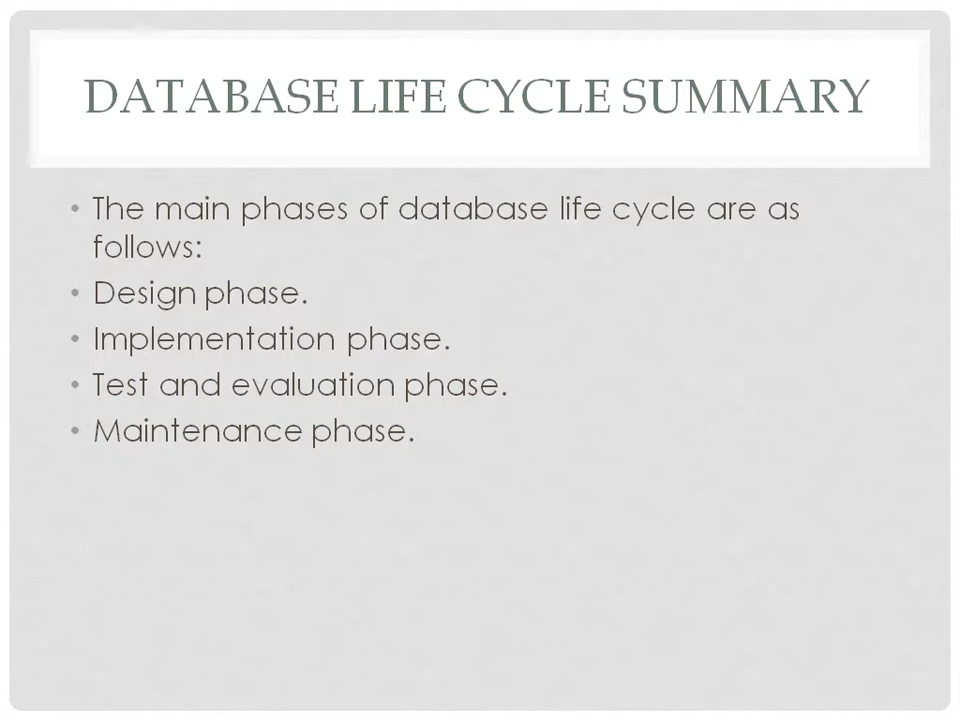 DATABASE LIFE CYCLE SUMMARY
• The main phases of database life cycle are as
follows:
• Design phase.
• Implementation phase.
• Test and evaluation phase.
• Maintenance phase.